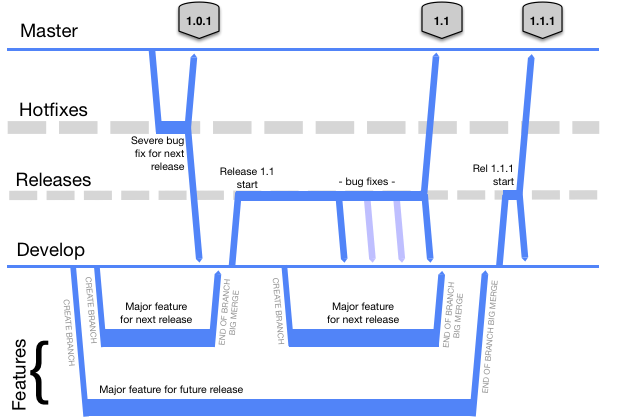 Master
1.0.1
1.1
1.1.1
Hotfixes
Severe bug
fix for next
release
Releases
Release 1.1
start
- bug fixes -
Rel 1.1.1
start
Develop
CREATE BRANCH
CREATE BRANCH
Major feature
for next release
END OF BRANCH
BIG MERGE
CREATE BRANCH
Major feature
for next release
END OF BRANCH
BIG MERGE
END OF BRANCH BIG MERGE
Features
{
Major feature for future release